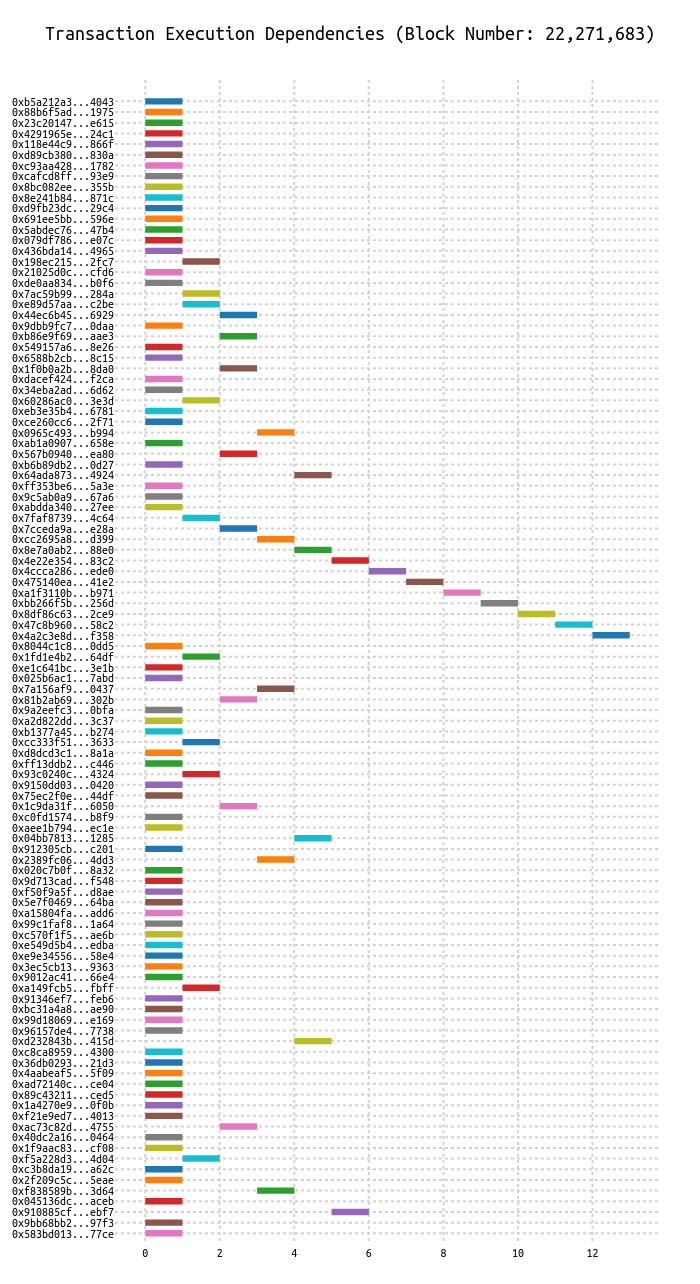 Transaction Execution Dependencies (Block Number: 22,271,683)
0xb5a212a3...4043
0x88b6f5ad...1975
0x23c20147...e615
0x4291965e...24c1
0x118e44c9...866f
0xd89cb380...830a
0xc93aa428...1782
0xcafcd8ff...93e9
0x8bc082ee...355b
0x8e241b84...871c
0xd9fb23dc...29c4
0x691ee5bb...596e
0x5abdec76...47b4
0x079df786...e07c
0x436bda14...4965
0x198ec215...2fc7
0x21025d0c...cfd6
0xde0aa834...b0f6
0x7ac59b99...284a
0xe89d57aa...c2be
0x44ec6b45...6929
0x9dbb9fc7...0daa
0xb86e9f69...aae3
0x549157a6...8e26
0x6588b2cb...8c15
0x1f0b0a2b...8da0
0xdacef424...f2ca
0x34eba2ad...6d62
0x60286ac0...3e3d
0xeb3e35b4...6781
0xce260cc6...2f71
0x0965c493...b994
0xab1a0907...658e
0x567b0940...ea80
0xb6b89db2...0d27
0x64ada873...4924
0xff353be6...5a3e
0x9c5ab0a9...67a6
0xabdda340...27ee
0x7faf8739...4c64
0x7cceda9a...e28a
0xcc2695a8...d399
0x8e7a0ab2...88e0
0x4e22e354...83c2
0x4ccca286...ede0
0x475140ea...41e2
0xa1f3110b...b971
0xbb266f5b...256d
0x8df86c63...2ce9
0x47c8b960...58c2
0x4a2c3e8d...f358
0x8044c1c8...0dd5
0x1fd1e4b2...64df
0xe1c641bc...3e1b
0x025b6ac1...7abd
0x7a156af9...0437
0x81b2ab69...302b
0x9a2eefc3...0bfa
0xa2d822dd...3c37
0xb1377a45...b274
0xcc333f51...3633
0xd8dcd3c1...8a1a
0xff13ddb2...c446
0x93c0240c...4324
0x9150dd03...0420
0x75ec2f0e...44df
0x1c9da31f...6050
0xc0fd1574...b8f9
0xaee1b794...ec1e
0x04bb7813...1285
0x912305cb...c201
0x2389fc06...4dd3
0x020c7b0f...8a32
0x9d713cad...f548
0xf50f9a5f...d8ae
0x5e7f0469...64ba
0xa15804fa...add6
0x99c1faf8...1a64
0xc570f1f5...ae6b
0xe549d5b4...edba
0xe9e34556...58e4
0x3ec5cb13...9363
0x9012ac41...66e4
0xa149fcb5...fbff
0x91346ef7...feb6
0xbc31a4a8...ae90
0x99d18069...e169
0x96157de4...7738
0xd232843b...415d
0xc8ca8959...4300
0x36db0293...21d3
0x4aabeaf5...5f09
0xad72140c...ce04
0x89c43211...ced5
0x1a4270e9...0f0b
0xf21e9ed7...4013
0xac73c82d...4755
0x40dc2a16...0464
0x1f9aac83...cf08
0xf5a228d3...4d04
0xc3b8da19...a62c
0x2f209c5c...5eae
0xf838589b...3d64
0x045136dc...aceb
0x910885cf...ebf7
0x9bb68bb2...97f3
0x583bd013...77ce
0 2 4 6 8 10 12